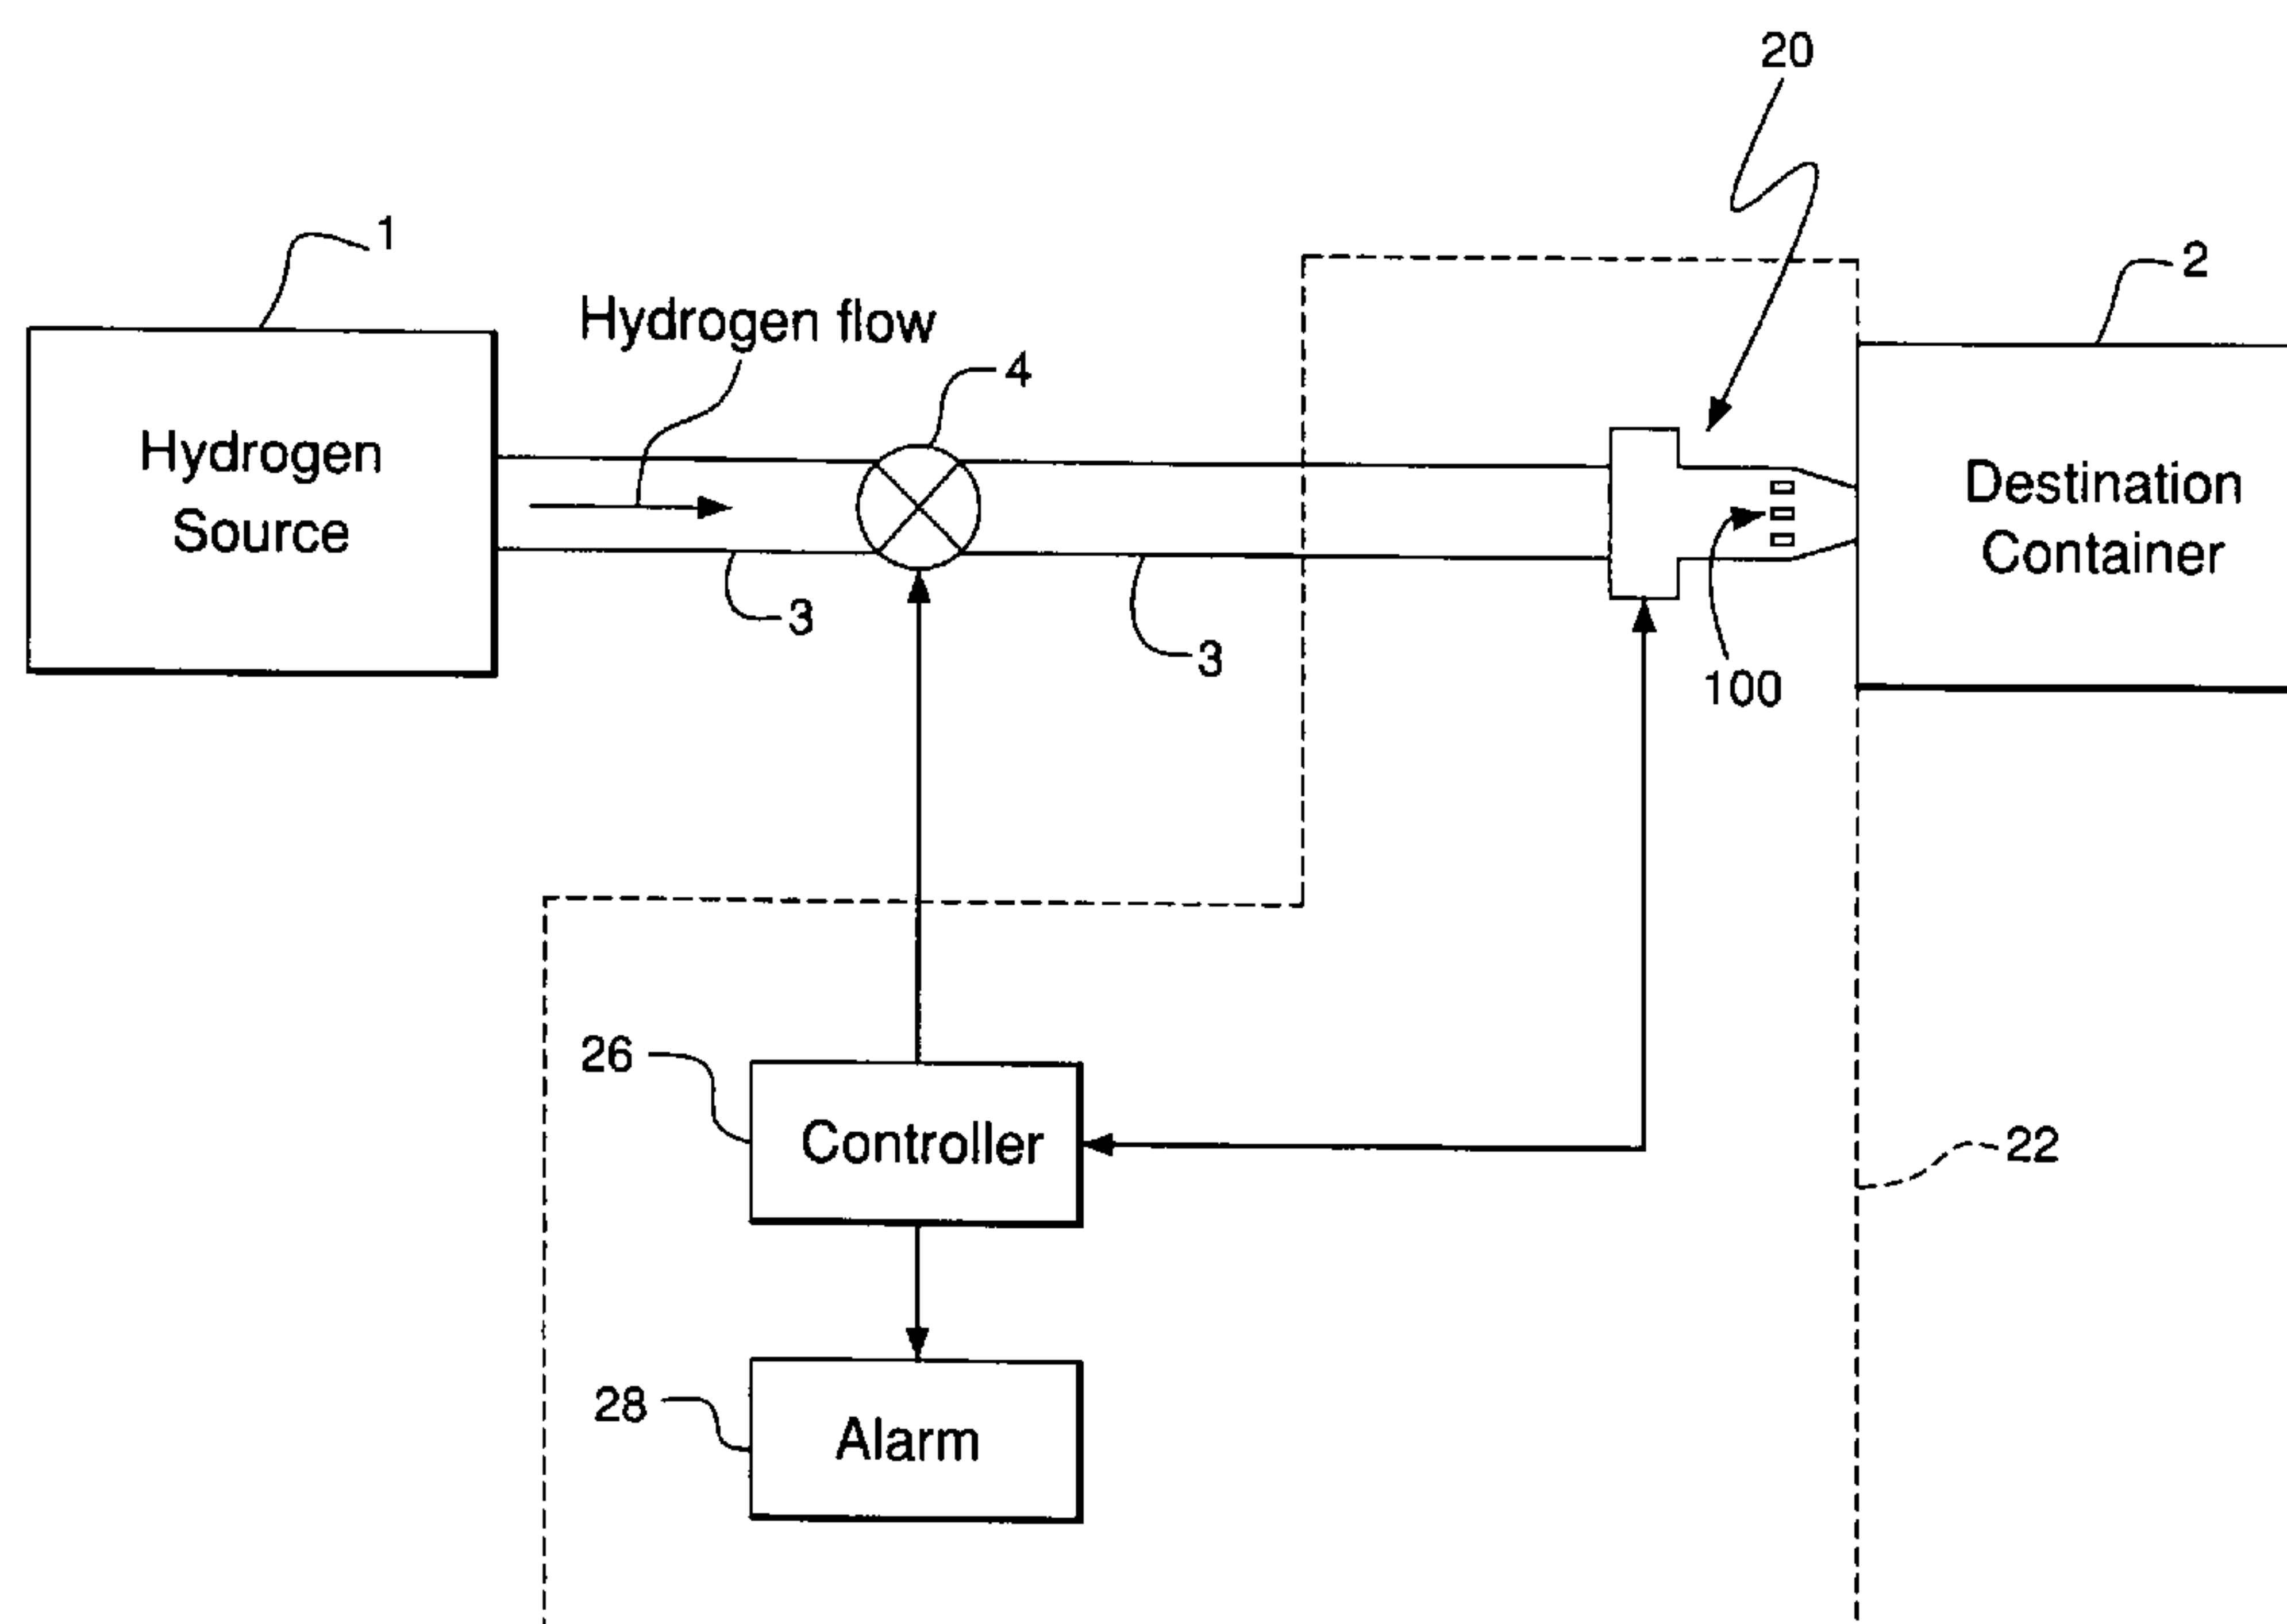 20
1
2
Hydrogen flow
4
Hydrogen
Source
Destination
Container
3
3
100
26
Controller
22
28
Alarm